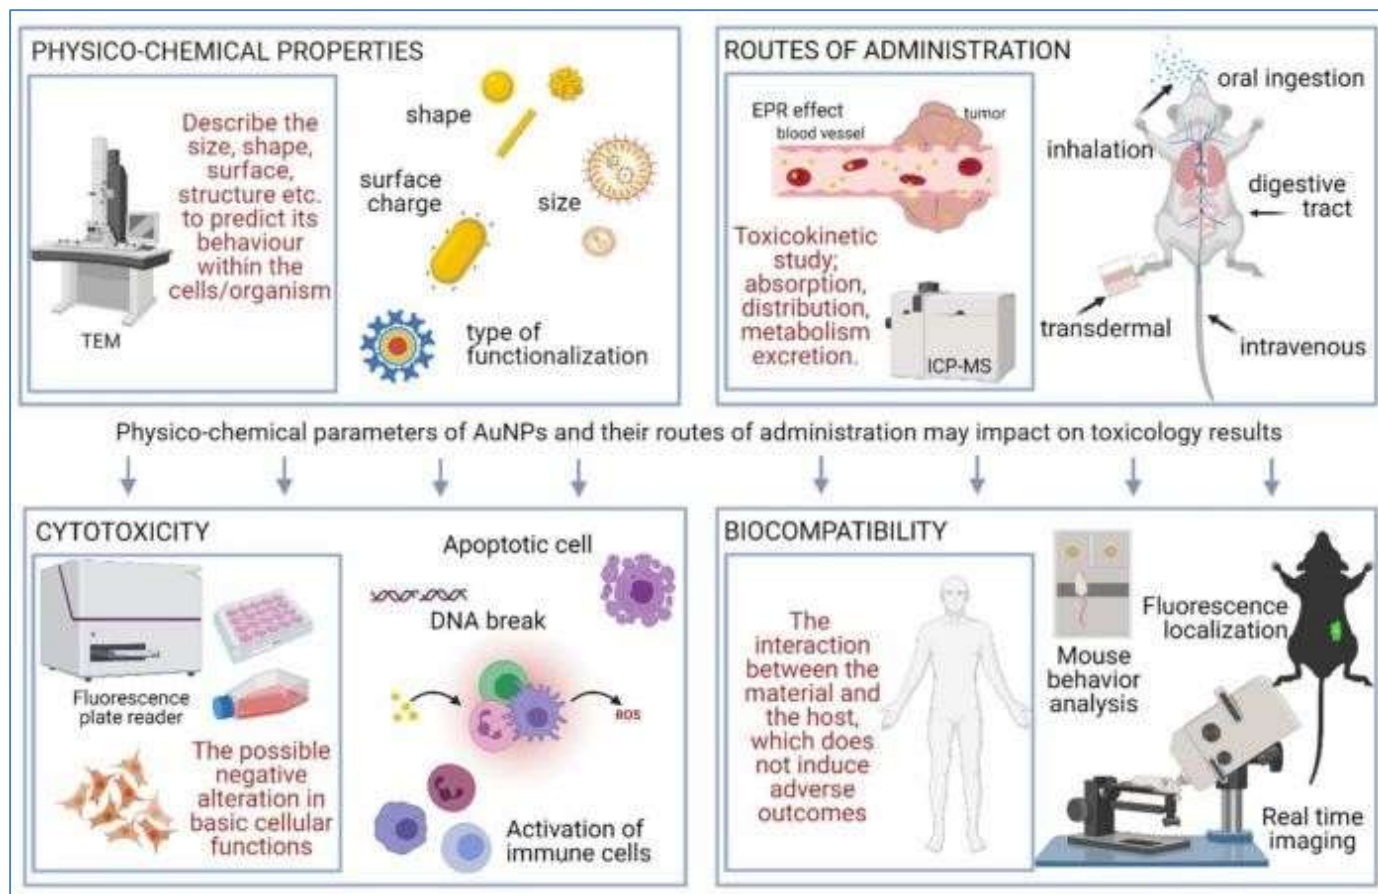 PHYSICO-CHEMICAL PROPERTIES
Describe the
size, shape,
surface,
structure etc.
to predict its
behaviour
within the
cells/organism
TEM
shape
surface
charge
size
type of
functionalization
ROUTES OF ADMINISTRATION
EPR effect
blood vessel
tumor
Toxicokinetic
study;
absorption,
distribution,
metabolism
excretion.
ICP-MS
oral ingestion
inhalation
digestive
tract
transdermal
intravenous
Physico-chemical parameters of AuNPs and their routes of administration may impact on toxicology results
CYTOTOXICITY
Fluorescence
plate reader
The possible
negative
alteration in
basic cellular
functions
Apoptotic cell
DNA break
ROS
Activation of
immune cells
BIOCOMPATIBILITY
The
interaction
between the
material and
the host,
which does
not induce
adverse
outcomes
Mouse
behavior
analysis
Fluorescence
localization
Real time
imaging